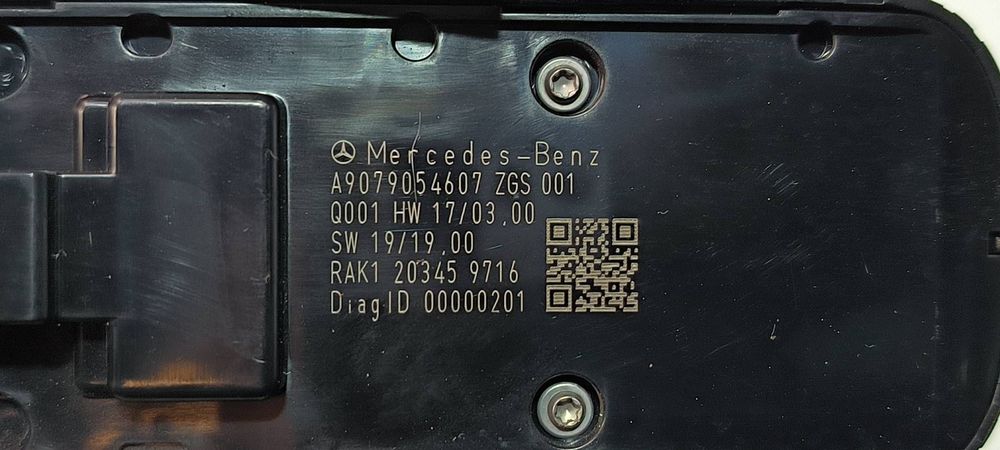 Mercedes-Benz
A9079054607 ZGS 001
Q001 HW 17/03.00
SW 19/19.00
RAK1 20345 9716
DiagID 00000201